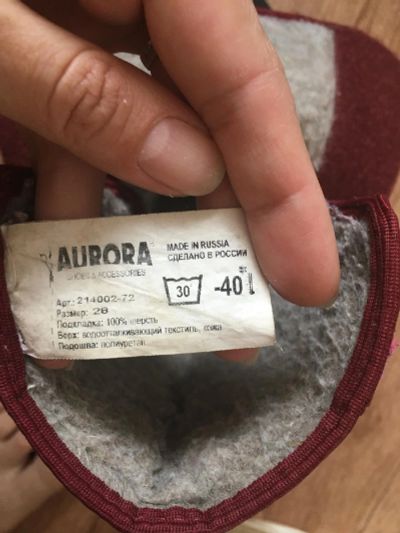 AURORA
SHOES & ACCESSORIES
MADE IN RUSSIA
СДЕЛАНО В РОССИИ
30
-40
Арт.: 214002-72
Размер: 28
Подкладка: 100% шерсть
Верх: водоотталкивающий текстиль, кожа
Подошва: полиуретан